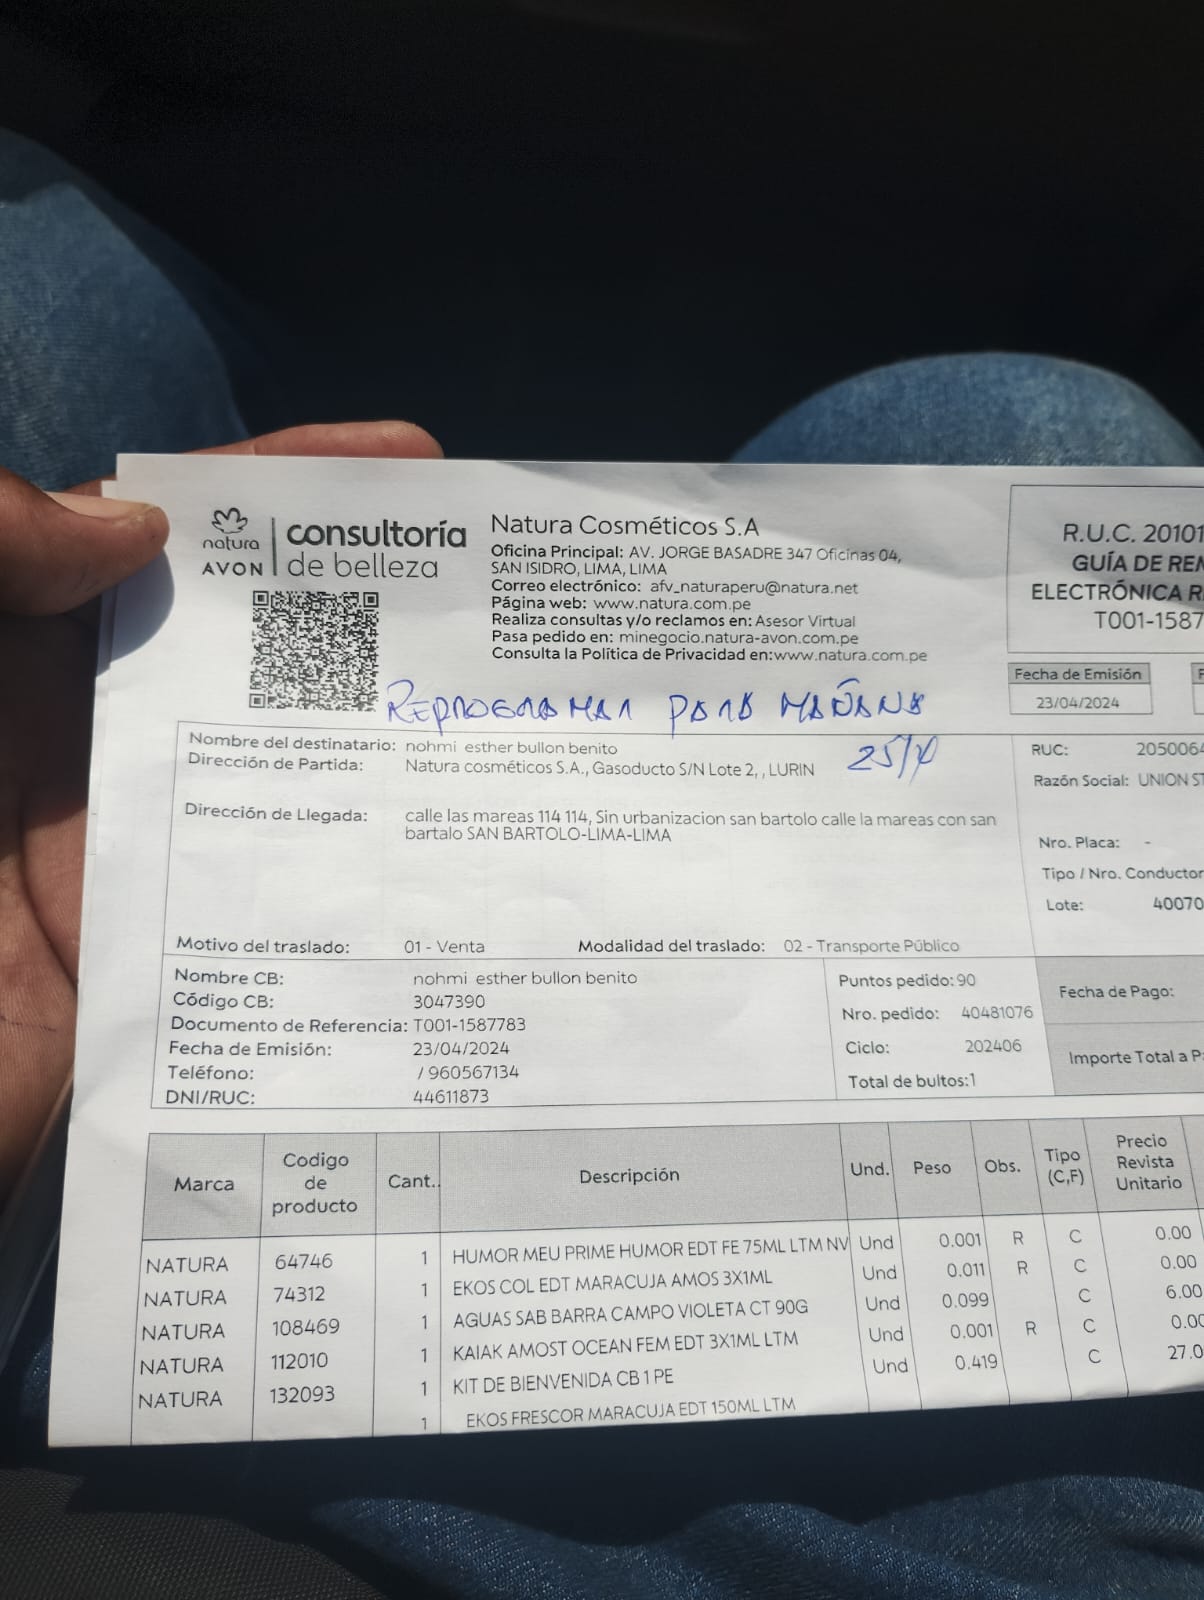 natura
AVON
consultoría
de belleza
Natura Cosméticos S.A
Oficina Principal: AV. JORGE BASADRE 347 Oficinas 04,
SAN ISIDRO, LIMA, LIMA
Correo electrónico: afv_naturaperu@natura.net
Página web: www.natura.com.pe
Realiza consultas y/o reclamos en: Asesor Virtual
Pasa pedido en: minegocio.natura-avon.com.pe
Consulta la Política de Privacidad en:www.natura.com.pe
R.U.C. 20101
GUÍA DE REM
ELECTRÓNICA R
T001-1587
Fecha de Emisión
23/04/2024
REPROGRAMAR PARA MAÑANA
25/4
Nombre del destinatario: nohmi esther bullon benito
Dirección de Partida: Natura cosméticos S.A., Gasoducto S/N Lote 2, , LURIN
Dirección de Llegada: calle las mareas 114 114, Sin urbanizacion san bartolo calle la mareas con san
bartalo SAN BARTOLO-LIMA-LIMA
Motivo del traslado: 01 - Venta Modalidad del traslado: 02 - Transporte Público
RUC: 2050064
Razón Social: UNION ST
Nro. Placa: -
Tipo / Nro. Conductor
Lote: 40070
Nombre CB: nohmi esther bullon benito
Código CB: 3047390
Documento de Referencia: T001-1587783
Fecha de Emisión: 23/04/2024
Teléfono: / 960567134
DNI/RUC: 44611873
Puntos pedido: 90
Nro. pedido: 40481076
Ciclo: 202406
Total de bultos:1
Fecha de Pago:
Importe Total a P
Marca Codigo de producto Cant. Descripción Und. Peso Obs. Tipo (C,F) Precio Revista Unitario
NATURA 64746 1 HUMOR MEU PRIME HUMOR EDT FE 75ML LTM NV Und 0.001 R C 0.00
NATURA 74312 1 EKOS COL EDT MARACUJA AMOS 3X1ML Und 0.011 R C 0.00
NATURA 108469 1 AGUAS SAB BARRA CAMPO VIOLETA CT 90G Und 0.099 C 6.00
NATURA 112010 1 KAIAK AMOST OCEAN FEM EDT 3X1ML LTM Und 0.001 R C 0.00
NATURA 132093 1 KIT DE BIENVENIDA CB 1 PE Und 0.419 C 27.0
1 EKOS FRESCOR MARACUJA EDT 150ML LTM